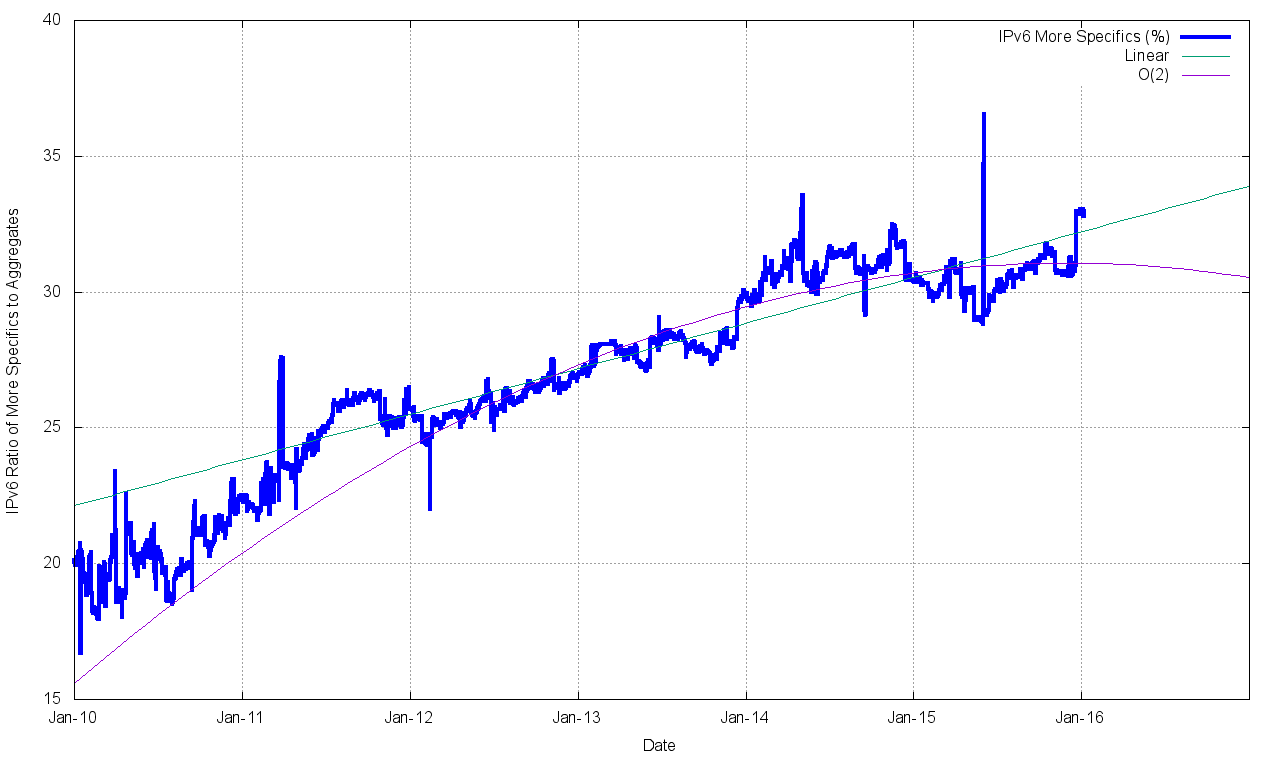 IPv6 More Specifics (%)
Linear
O(2)
IPv6 Ratio of More Specifics to Aggregates
40
35
30
25
20
15
Jan-10 Jan-11 Jan-12 Jan-13 Jan-14 Jan-15 Jan-16
Date